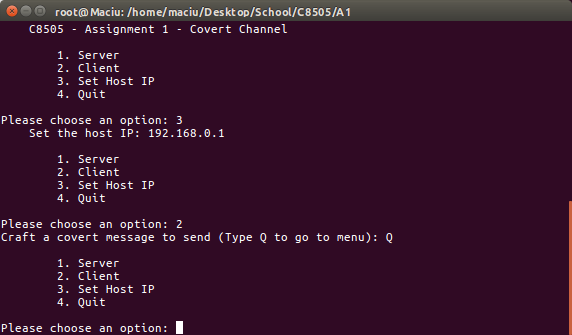 root@Maciu: /home/maciu/Desktop/School/C8505/A1
C8505 - Assignment 1 - Covert Channel
1. Server
2. Client
3. Set Host IP
4. Quit
Please choose an option: 3
Set the host IP: 192.168.0.1
1. Server
2. Client
3. Set Host IP
4. Quit
Please choose an option: 2
Craft a covert message to send (Type Q to go to menu): Q
1. Server
2. Client
3. Set Host IP
4. Quit
Please choose an option: